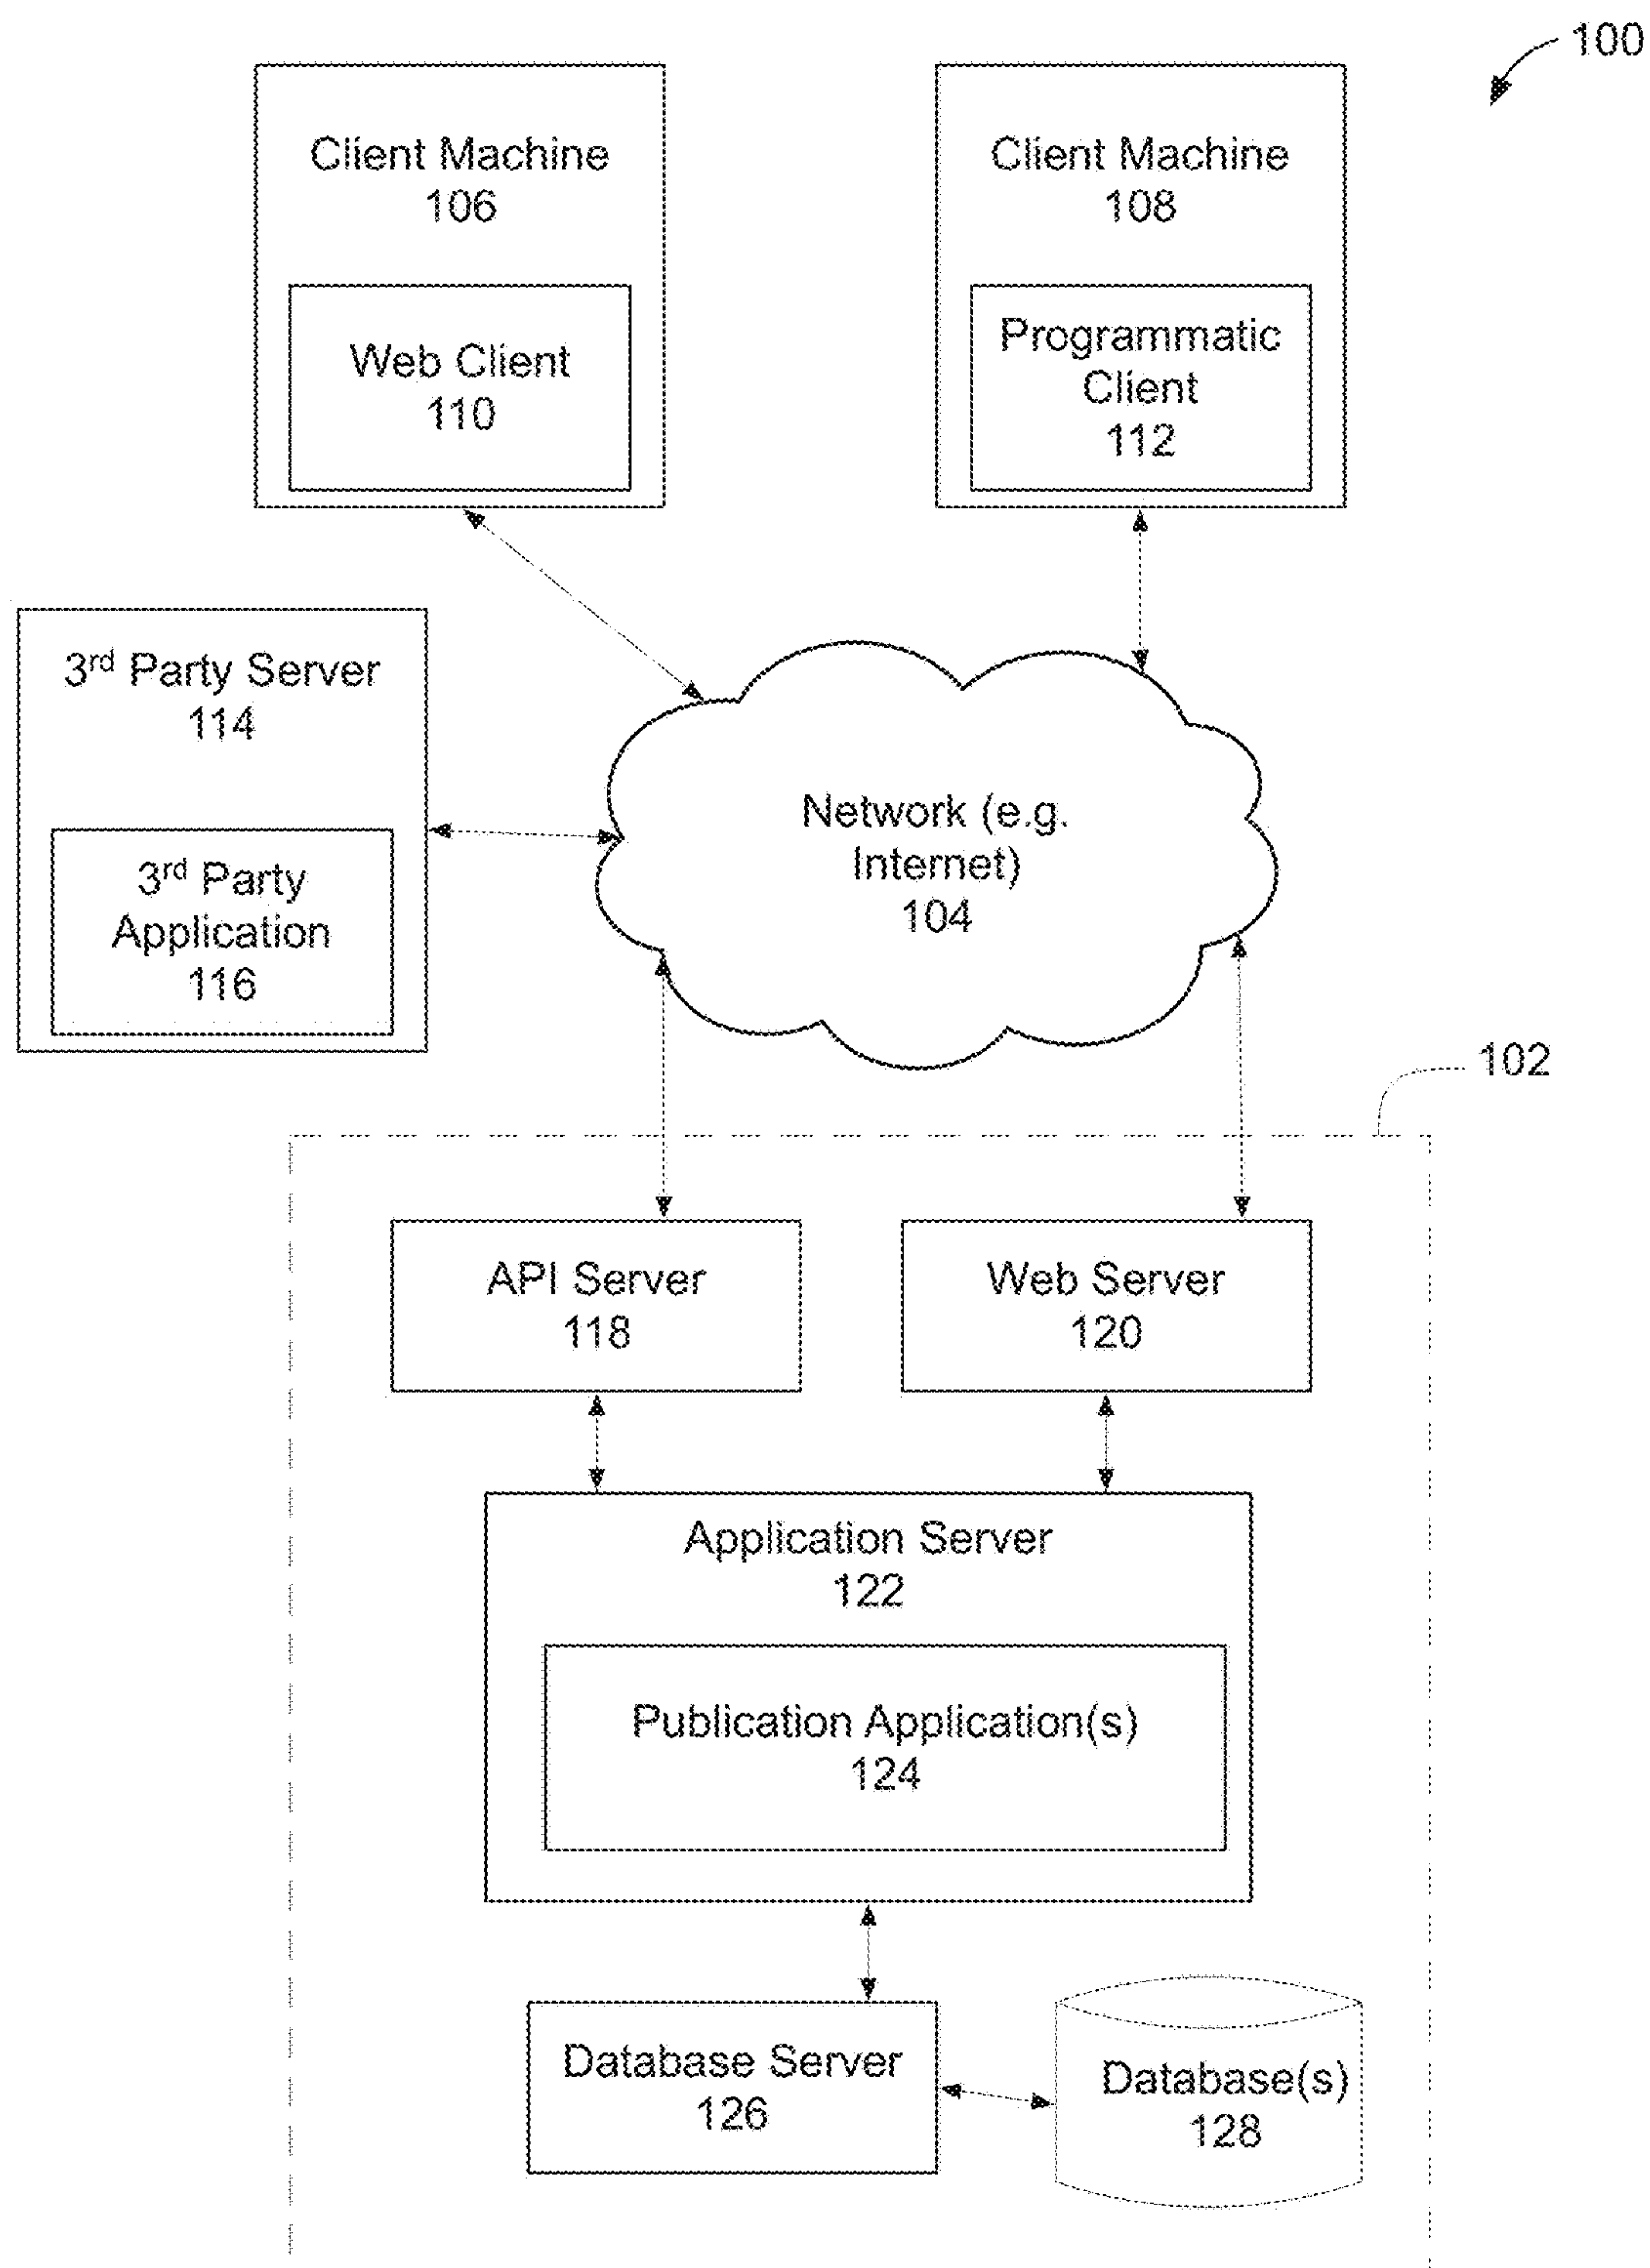 100
Client Machine
106
Web Client
110
Client Machine
108
Programmatic
Client
112
3rd Party Server
114
3rd Party
Application
116
Network (e.g.
Internet)
104
102
API Server
118
Web Server
120
Application Server
122
Publication Application(s)
124
Database Server
126
Database(s)
128